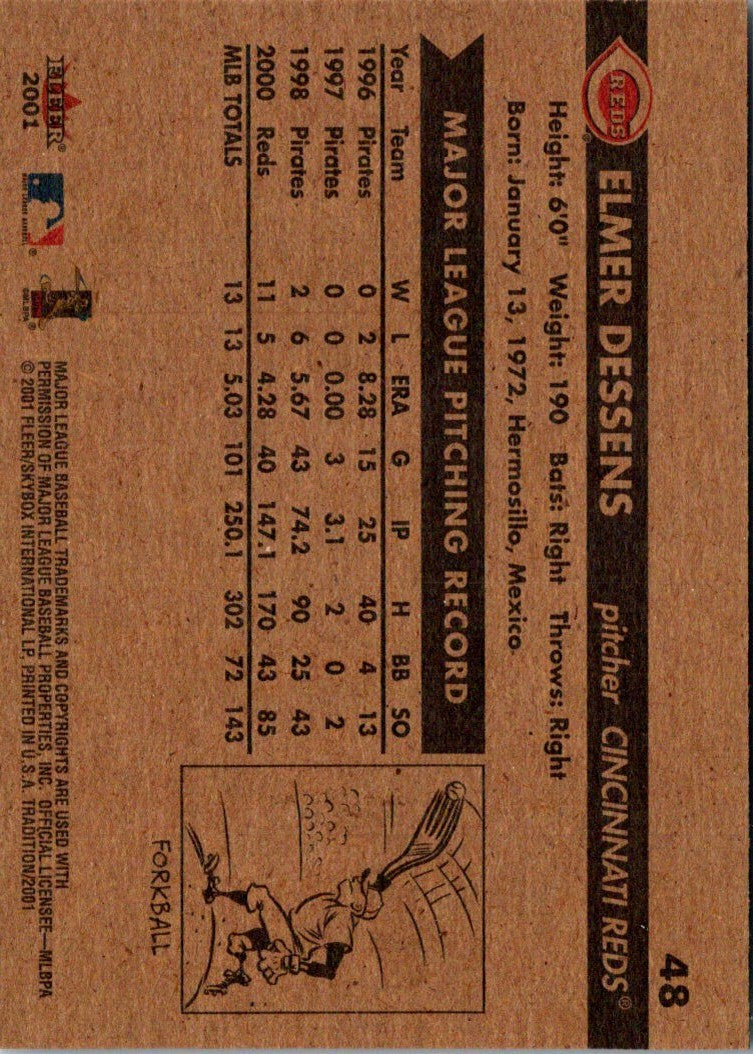 48
REDS ®
ELMER DESSENS pitcher CINCINNATI REDS®
Height: 6'0" Weight: 190 Bats: Right Throws: Right
Born: January 13, 1972, Hermosillo, Mexico
MAJOR LEAGUE PITCHING RECORD
Year Team W L ERA G IP H BB SO
1996 Pirates 0 2 8.28 15 25 40 4 13
1997 Pirates 0 0 0.00 3 3.1 2 0 2
1998 Pirates 2 6 5.67 43 74.2 90 25 43
2000 Reds 11 5 4.28 40 147.1 170 43 85
MLB TOTALS 13 13 5.03 101 250.1 302 72 143
FORKBALL
FLEER®
2001
MAJOR LEAGUE BASEBALL TRADEMARKS AND COPYRIGHTS ARE USED WITH
PERMISSION OF MAJOR LEAGUE BASEBALL PROPERTIES, INC. OFFICIAL LICENSEE—MLBPA
© 2001 FLEER/SKYBOX INTERNATIONAL LP PRINTED IN U.S.A. TRADITION/2001